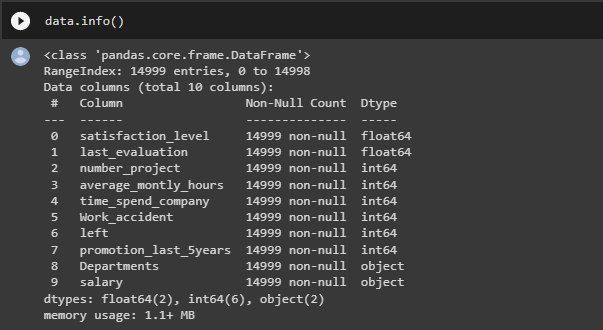 data.info()
<class 'pandas.core.frame.DataFrame'>
RangeIndex: 14999 entries, 0 to 14998
Data columns (total 10 columns):
 #   Column                 Non-Null Count  Dtype
---  ------                 --------------  -----
 0   satisfaction_level     14999 non-null  float64
 1   last_evaluation        14999 non-null  float64
 2   number_project         14999 non-null  int64
 3   average_montly_hours   14999 non-null  int64
 4   time_spend_company     14999 non-null  int64
 5   Work_accident          14999 non-null  int64
 6   left                   14999 non-null  int64
 7   promotion_last_5years  14999 non-null  int64
 8   Departments            14999 non-null  object
 9   salary                 14999 non-null  object
dtypes: float64(2), int64(6), object(2)
memory usage: 1.1+ MB